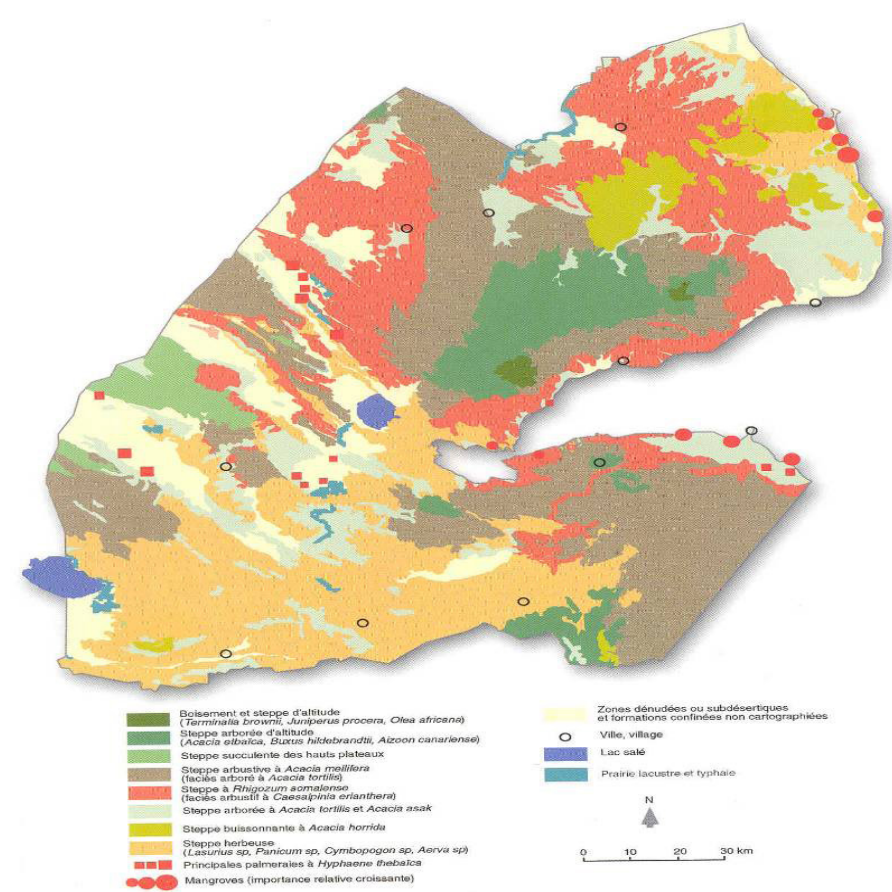 Boisement et steppe d'altitude
(Terminalia brownii, Juniperus procera, Olea africana)
Steppe arborée d'altitude
(Acacia etbaica, Buxus hildebrandtii, Aizoon canariense)
Steppe succulente des hauts plateaux
Steppe arbustive à Acacia mellifera
(faciès arboré à Acacia tortilis)
Steppe à Rhigozum somalense
(faciès arbustif à Caesalpinia erianthera)
Steppe arborée à Acacia tortilis et Acacia asak
Steppe buissonnante à Acacia horrida
Steppe herbeuse
(Lasurius sp, Panicum sp, Cymbopogon sp, Aerva sp)
Principales palmeraies à Hyphaene thebaïca
Mangroves (importance relative croissante)
Zones dénudées ou subdésertiques
et formations confinées non cartographiées
Ville, village
Lac salé
Prairie lacustre et typhaie
N
0 10 20 30 km